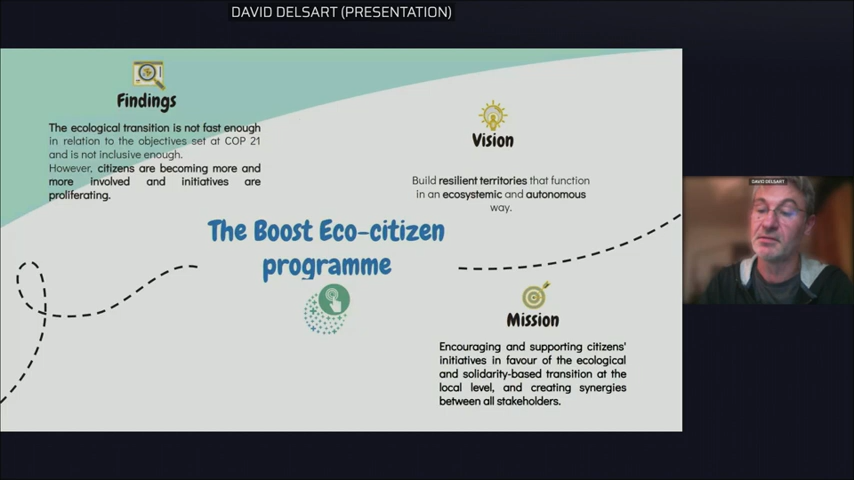 DAVID DELSART (PRESENTATION)
Findings
The ecological transition is not fast enough
in relation to the objectives set at COP 21
and is not inclusive enough.
However, citizens are becoming more and
more involved and initiatives are
proliferating.
Vision
Build resilient territories that function
in an ecosystemic and autonomous
way.
The Boost Eco-citizen
programme
Mission
Encouraging and supporting citizens'
initiatives in favour of the ecological
and solidarity-based transition at the
local level, and creating synergies
between all stakeholders.
DAVID DELSART